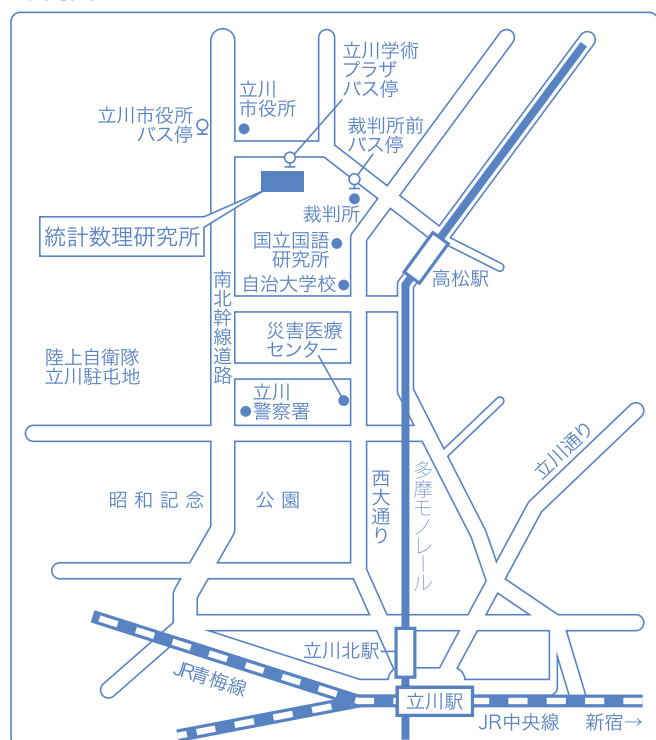 立川学術
プラザ
バス停
立川
市役所
立川市役所
バス停
裁判所前
バス停
裁判所
統計数理研究所
国立国語
研究所
自治大学校
高松駅
南北幹線道路
災害医療
センター
陸上自衛隊
立川駐屯地
立川
警察署
立川通り
多摩モノレール
西大通り
昭和記念
公園
立川北駅
JR青梅線
立川駅
JR中央線
新宿→